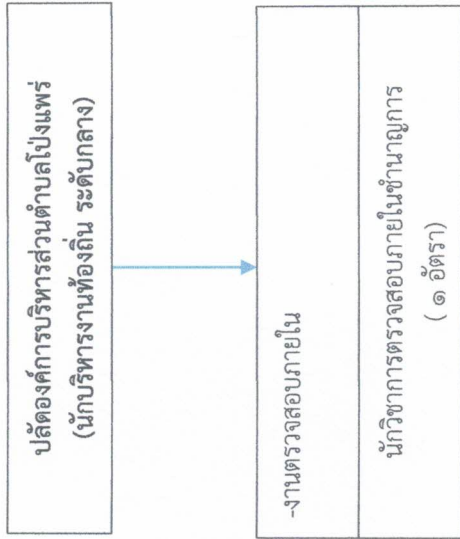 ปลัดองค์การบริหารส่วนตำบลโป่งแพร่
(นักบริหารงานท้องถิ่น ระดับกลาง)
-งานตรวจสอบภายใน
นักวิชาการตรวจสอบภายในชำนาญการ
( ๑ อัตรา)